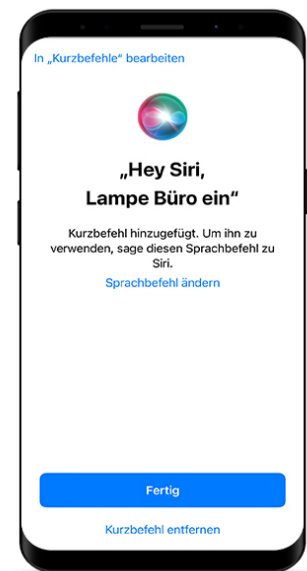 In „Kurzbefehle“ bearbeiten
„Hey Siri,
Lampe Büro ein“
Kurzbefehl hinzugefügt. Um ihn zu
verwenden, sage diesen Sprachbefehl zu
Siri.
Sprachbefehl ändern
Fertig
Kurzbefehl entfernen